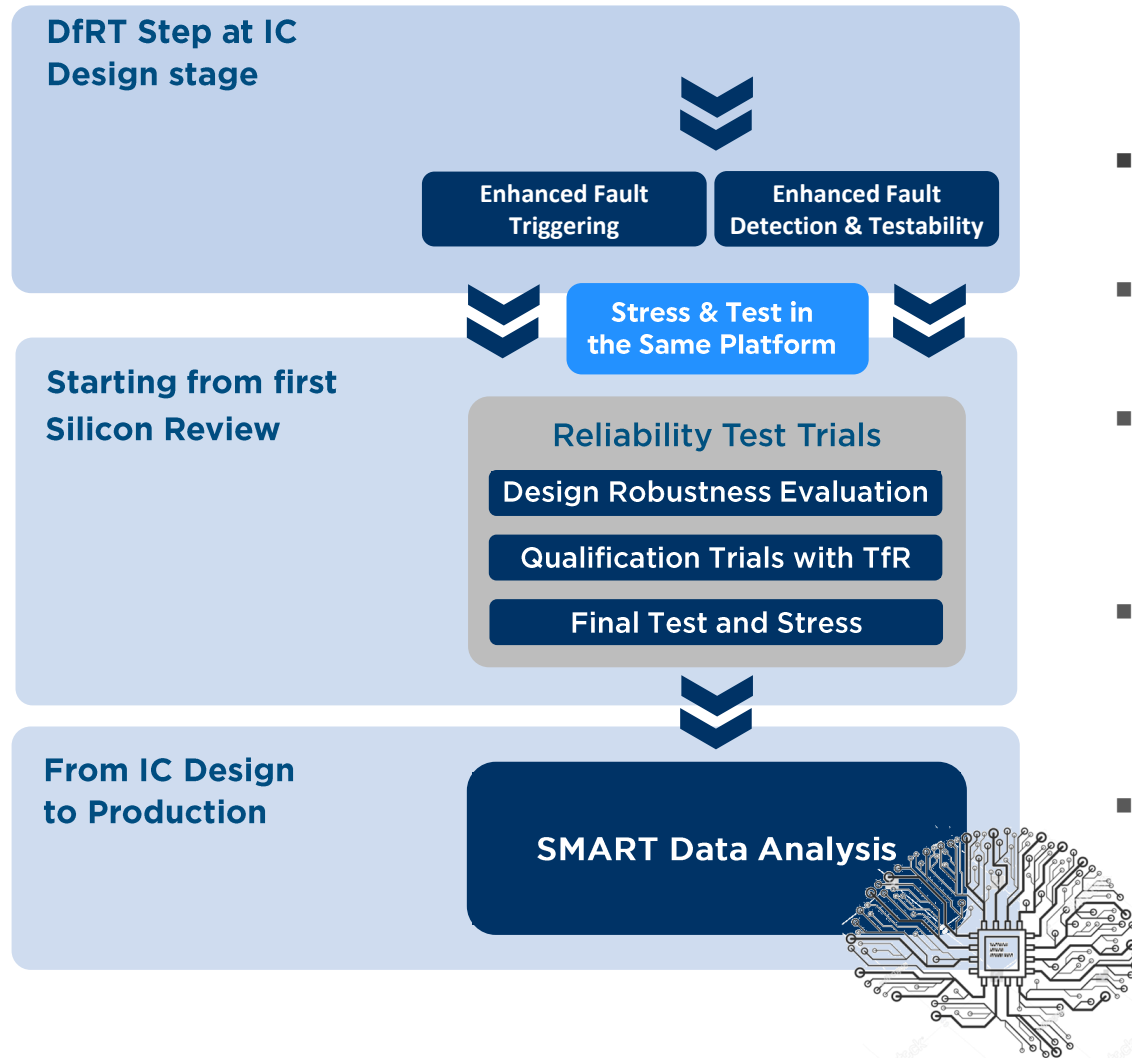 DfRT Step at IC
Design stage
Enhanced Fault
Triggering
Enhanced Fault
Detection & Testability
Stress & Test in
the Same Platform
Starting from first
Silicon Review
Reliability Test Trials
Design Robustness Evaluation
Qualification Trials with TfR
Final Test and Stress
From IC Design
to Production
SMART Data Analysis